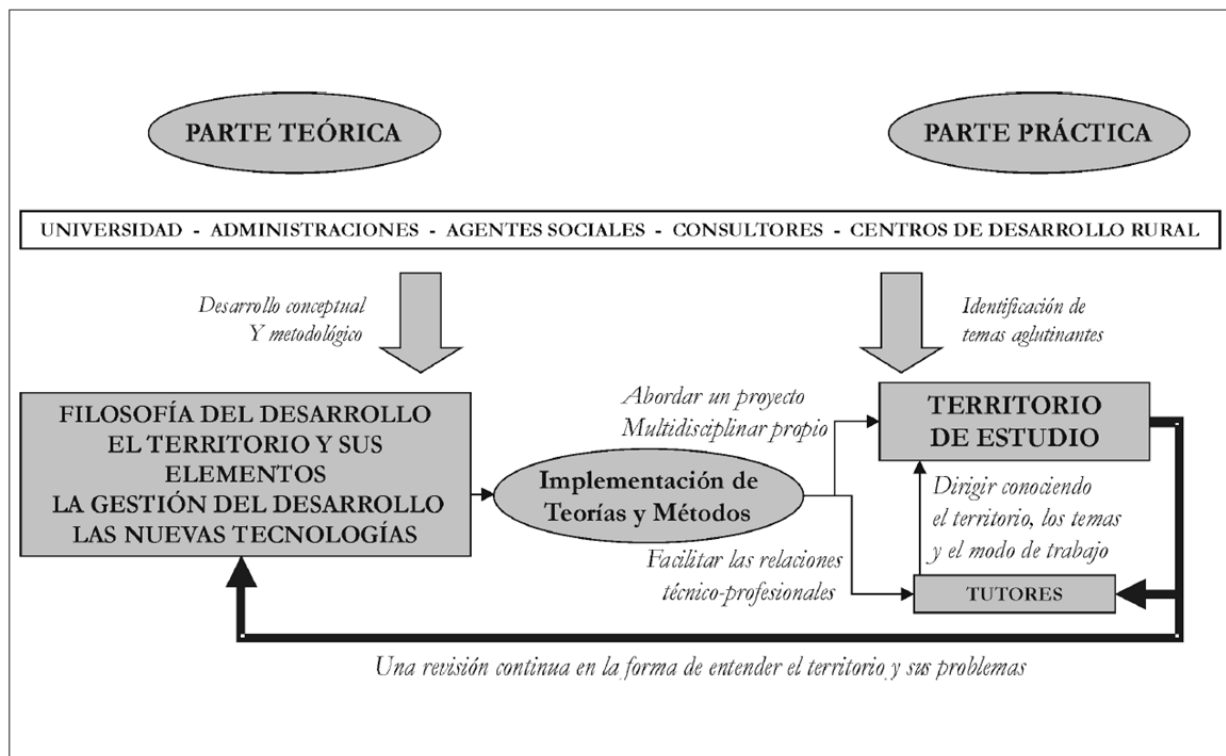 PARTE TEÓRICA
PARTE PRÁCTICA
UNIVERSIDAD - ADMINISTRACIONES - AGENTES SOCIALES - CONSULTORES - CENTROS DE DESARROLLO RURAL
Desarrollo conceptual
Y metodológico
Identificación de
temas aglutinantes
FILOSOFÍA DEL DESARROLLO
EL TERRITORIO Y SUS
ELEMENTOS
LA GESTIÓN DEL DESARROLLO
LAS NUEVAS TECNOLOGÍAS
Implementación de
Teorías y Métodos
Abordar un proyecto
Multidisciplinar propio
TERRITORIO
DE ESTUDIO
Facilitar las relaciones
técnico-profesionales
Dirigir conociendo
el territorio, los temas
y el modo de trabajo
TUTORES
Una revisión continua en la forma de entender el territorio y sus problemas